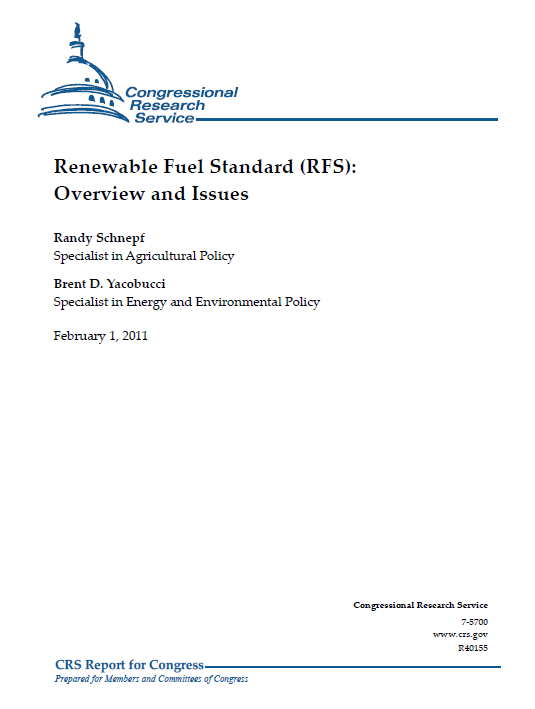 Congressional
Research
Service
Renewable Fuel Standard (RFS):
Overview and Issues
Randy Schnepf
Specialist in Agricultural Policy
Brent D. Yacobucci
Specialist in Energy and Environmental Policy
February 1, 2011
Congressional Research Service
7-5700
www.crs.gov
R40155
CRS Report for Congress
Prepared for Members and Committees of Congress